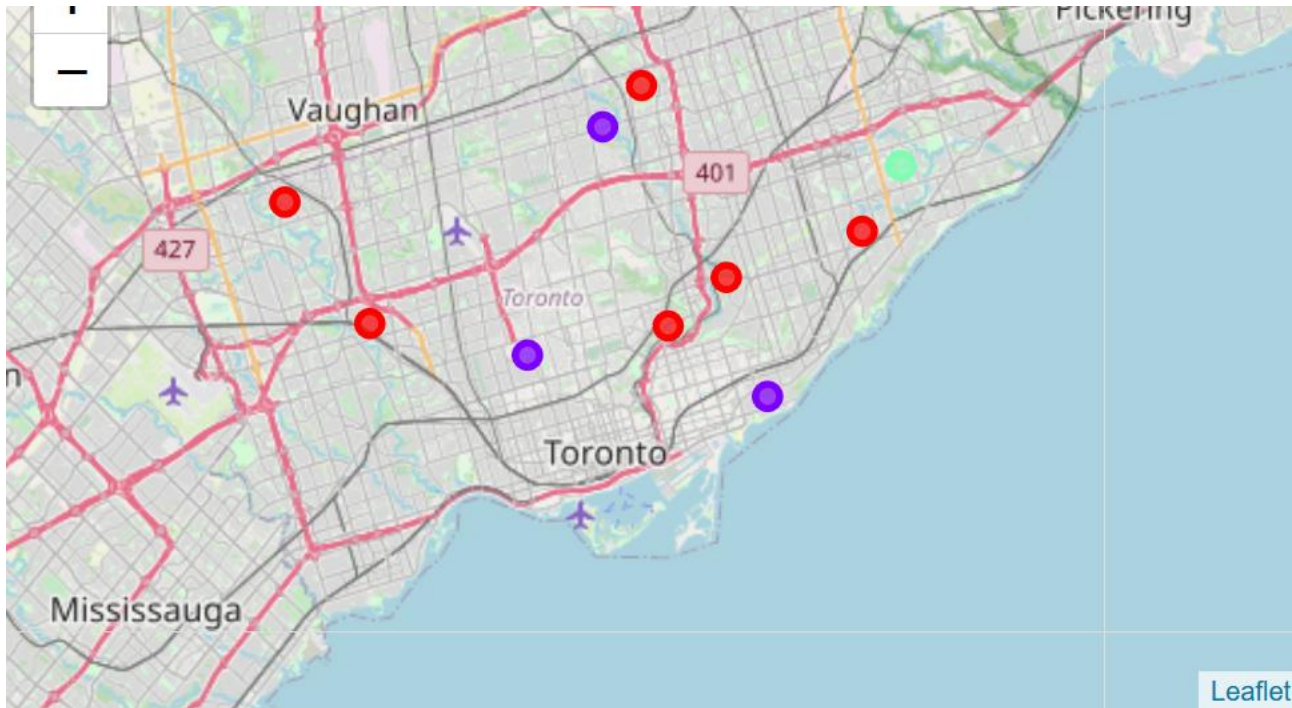 Pickering
−
Vaughan
401
427
Toronto
n
Toronto
Mississauga
Leaflet